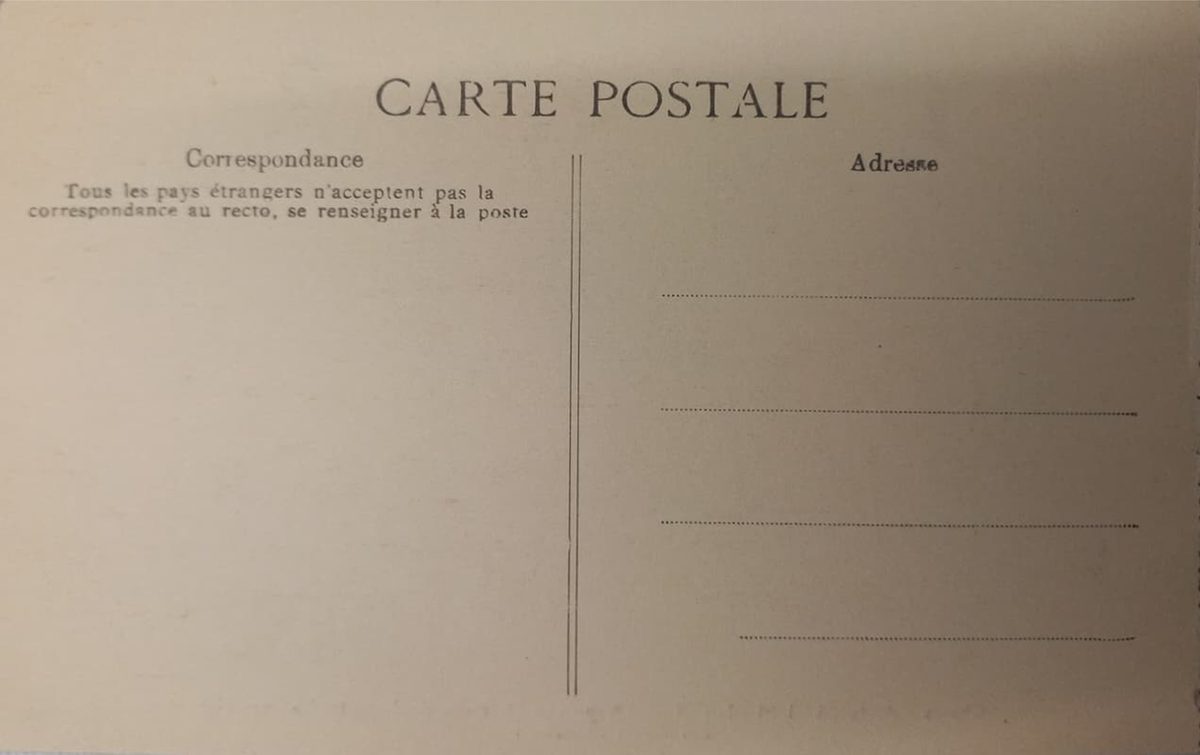 CARTE POSTALE
Correspondance
Tous les pays étrangers n'acceptent pas la
correspondance au recto, se renseigner à la poste
Adresse